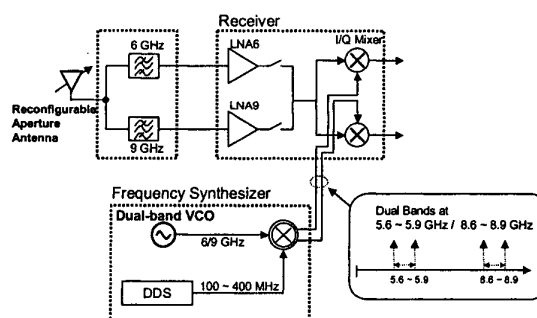 Receiver
6 GHz
LNA6
I/Q Mixer
Reconfigurable
Aperture
Antenna
LNA9
9 GHz
Frequency Synthesizer
Dual-band VCO
6/9 GHz
DDS
100 ~ 400 MHz
Dual Bands at
5.6 ~ 5.9 GHz / 8.6 ~ 8.9 GHz
5.6 ~ 5.9
8.6 ~ 8.9